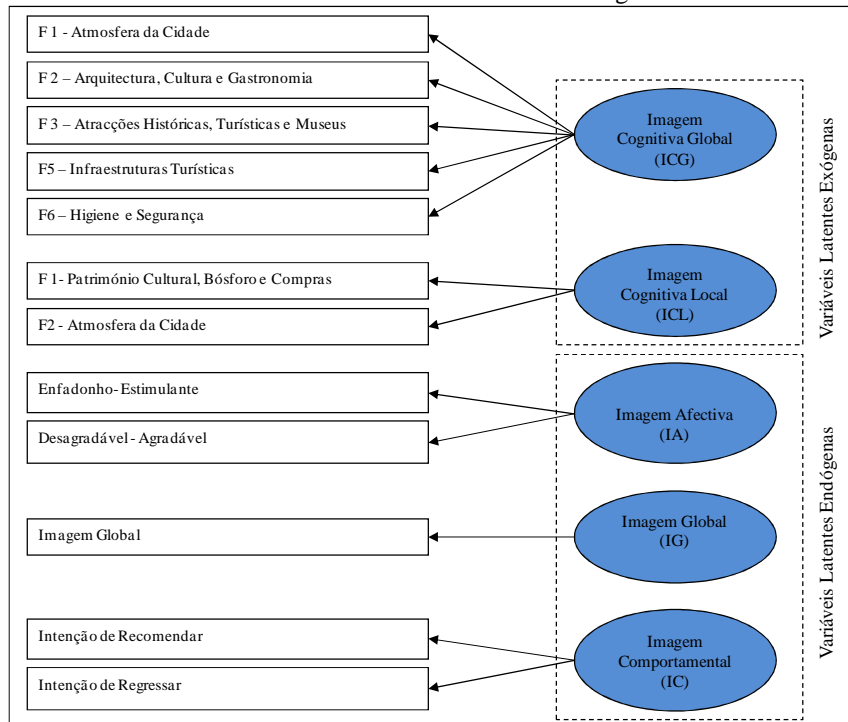 F 1 - Atmosfera da Cidade
F 2 – Arquitectura, Cultura e Gastronomia
F 3 – Atracções Históricas, Turísticas e Museus
F5 – Infraestruturas Turísticas
F6 – Higiene e Segurança
Imagem
Cognitiva Global
(ICG)
F 1- Património Cultural, Bósforo e Compras
F2 - Atmosfera da Cidade
Imagem
Cognitiva Local
(ICL)
Variáveis Latentes Exógenas
Enfadonho-Estimulante
Desagradável - Agradável
Imagem Afectiva
(IA)
Imagem Global
Imagem Global
(IG)
Intenção de Recomendar
Intenção de Regressar
Imagem
Comportamental
(IC)
Variáveis Latentes Endógenas